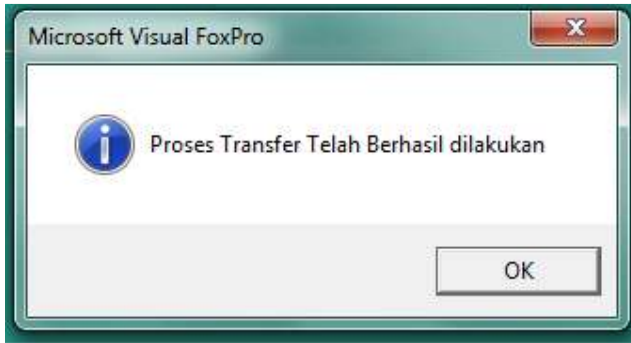 Microsoft Visual FoxPro
Proses Transfer Telah Berhasil dilakukan
OK